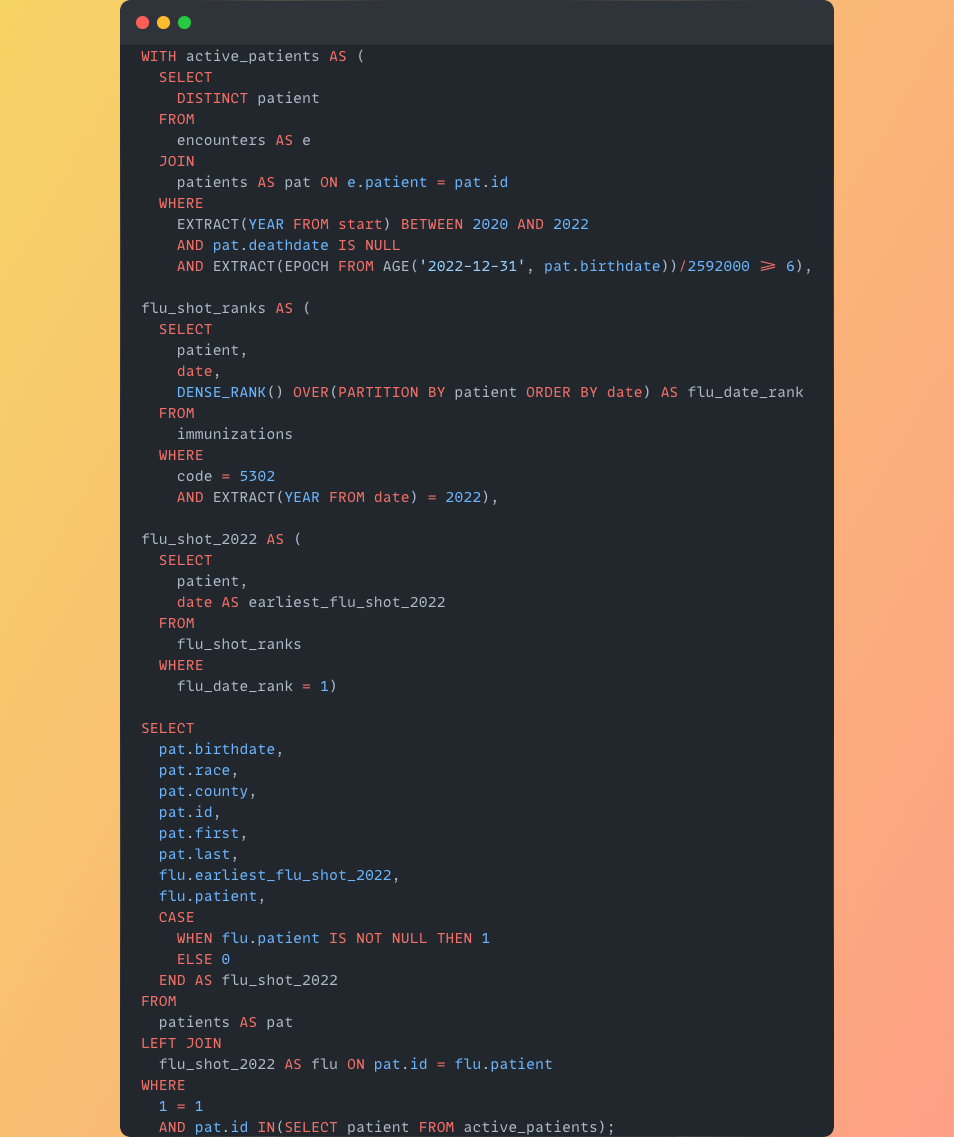 WITH active_patients AS (
  SELECT
    DISTINCT patient
  FROM
    encounters AS e
  JOIN
    patients AS pat ON e.patient = pat.id
  WHERE
    EXTRACT(YEAR FROM start) BETWEEN 2020 AND 2022
    AND pat.deathdate IS NULL
    AND EXTRACT(EPOCH FROM AGE('2022-12-31', pat.birthdate))/2592000 >= 6),

flu_shot_ranks AS (
  SELECT
    patient,
    date,
    DENSE_RANK() OVER(PARTITION BY patient ORDER BY date) AS flu_date_rank
  FROM
    immunizations
  WHERE
    code = 5302
    AND EXTRACT(YEAR FROM date) = 2022),

flu_shot_2022 AS (
  SELECT
    patient,
    date AS earliest_flu_shot_2022
  FROM
    flu_shot_ranks
  WHERE
    flu_date_rank = 1)

SELECT
  pat.birthdate,
  pat.race,
  pat.county,
  pat.id,
  pat.first,
  pat.last,
  flu.earliest_flu_shot_2022,
  flu.patient,
  CASE
    WHEN flu.patient IS NOT NULL THEN 1
    ELSE 0
  END AS flu_shot_2022
FROM
  patients AS pat
LEFT JOIN
  flu_shot_2022 AS flu ON pat.id = flu.patient
WHERE
  1 = 1
  AND pat.id IN(SELECT patient FROM active_patients);